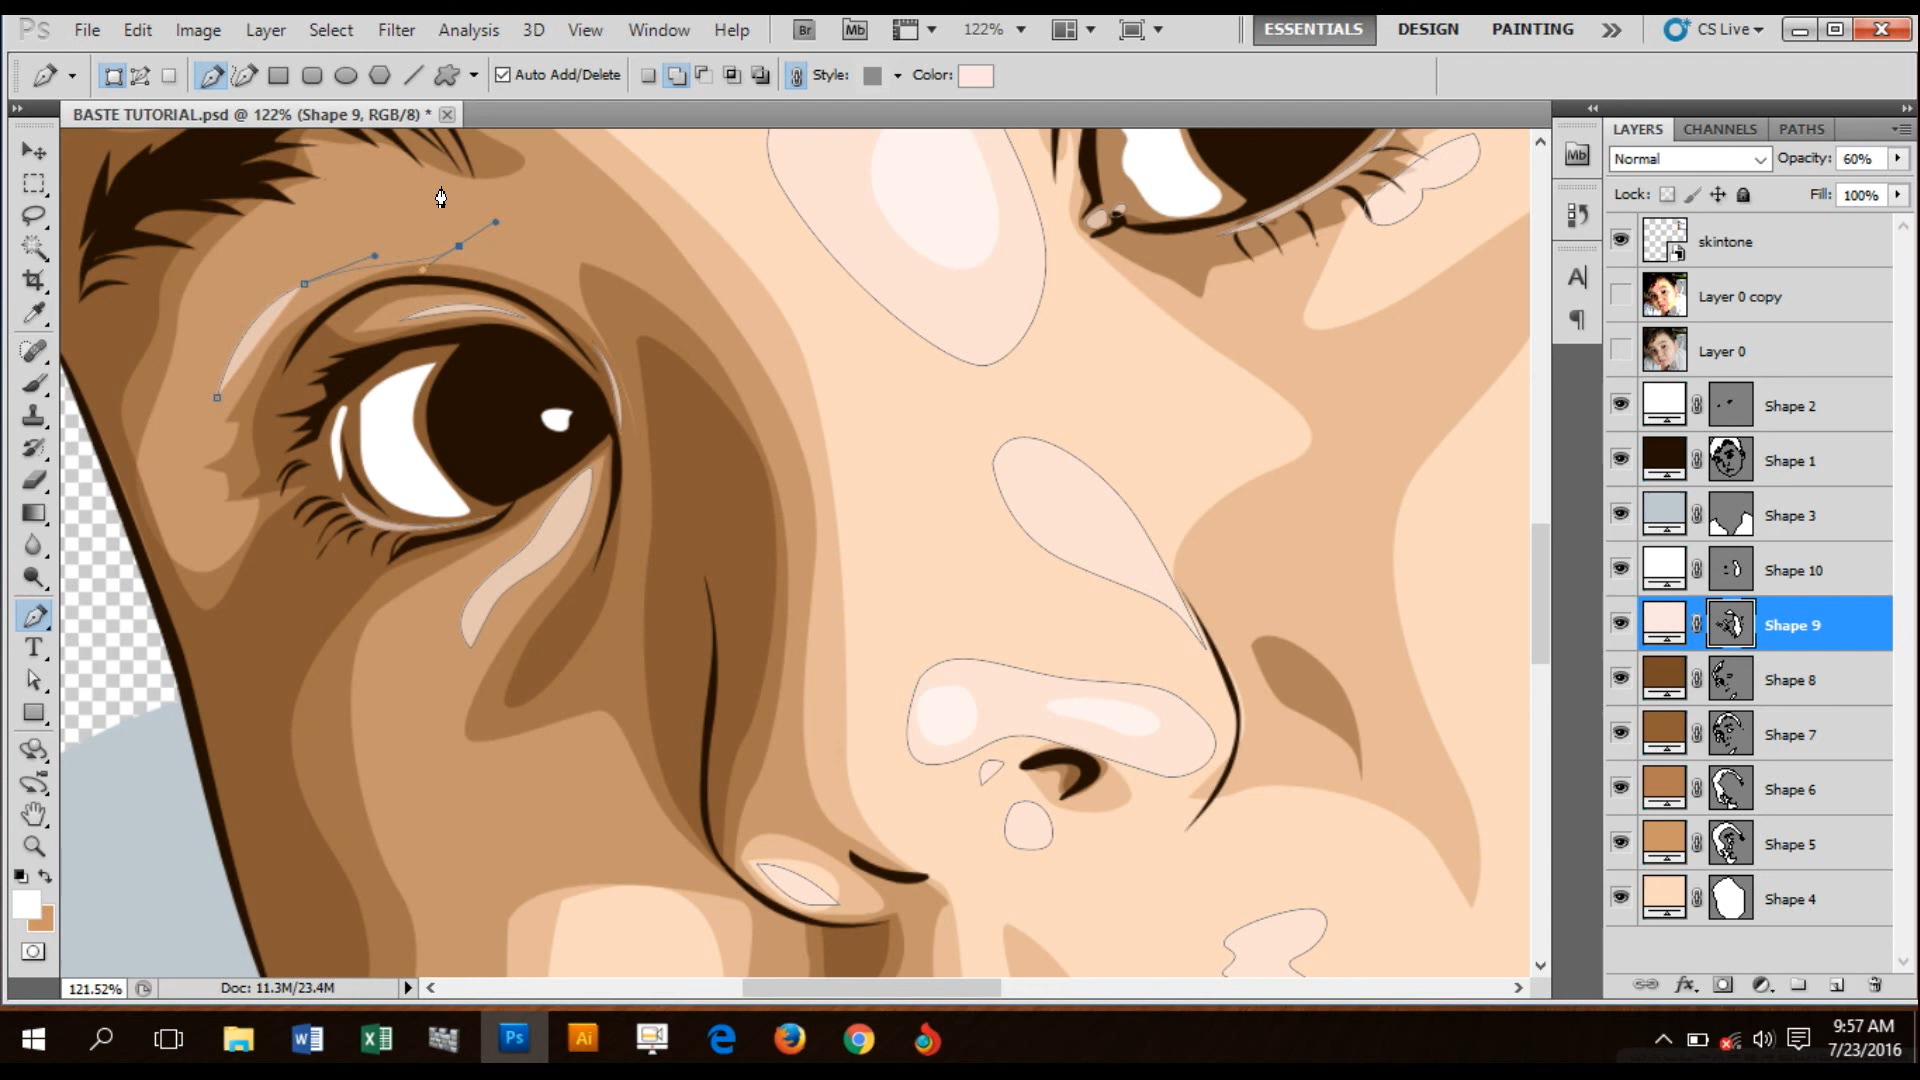 Ps File Edit Image Layer Select Filter Analysis 3D View Window Help Br Mb 122% ESSENTIALS DESIGN PAINTING CS Live
Auto Add/Delete Style: Color:
BASTE TUTORIAL.psd @ 122% (Shape 9, RGB/8) *
LAYERS CHANNELS PATHS
Normal Opacity: 60%
Lock: Fill: 100%
Mb
skintone
Layer 0 copy
Layer 0
Shape 2
Shape 1
Shape 3
Shape 10
Shape 9
Shape 8
Shape 7
Shape 6
Shape 5
Shape 4
T
A
fx
121.52% Doc: 11.3M/23.4M
Ps Ai
9:57 AM
7/23/2016